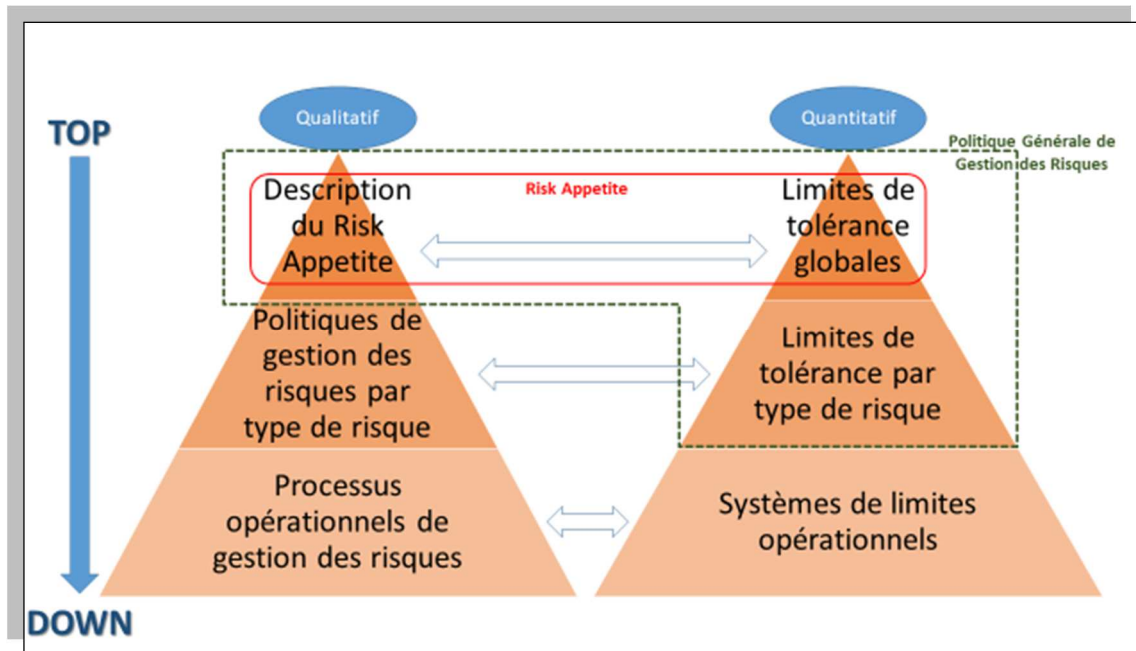 Qualitatif
Quantitatif
TOP
Politique Générale de
Gestion des Risques
Description
du Risk
Appetite
Risk Appetite
Limites de
tolérance
globales
Politiques de
gestion des
risques par
type de risque
Limites de
tolérance par
type de risque
Processus
opérationnels de
gestion des risques
Systèmes de limites
opérationnels
DOWN